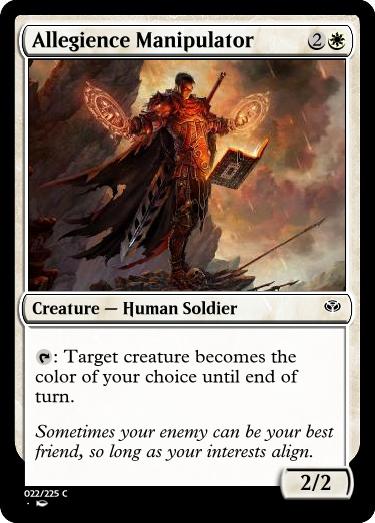 Allegience Manipulator 2
Creature — Human Soldier
: Target creature becomes the
color of your choice until end of
turn.
Sometimes your enemy can be your best
friend, so long as your interests align.
2/2
022/225 C